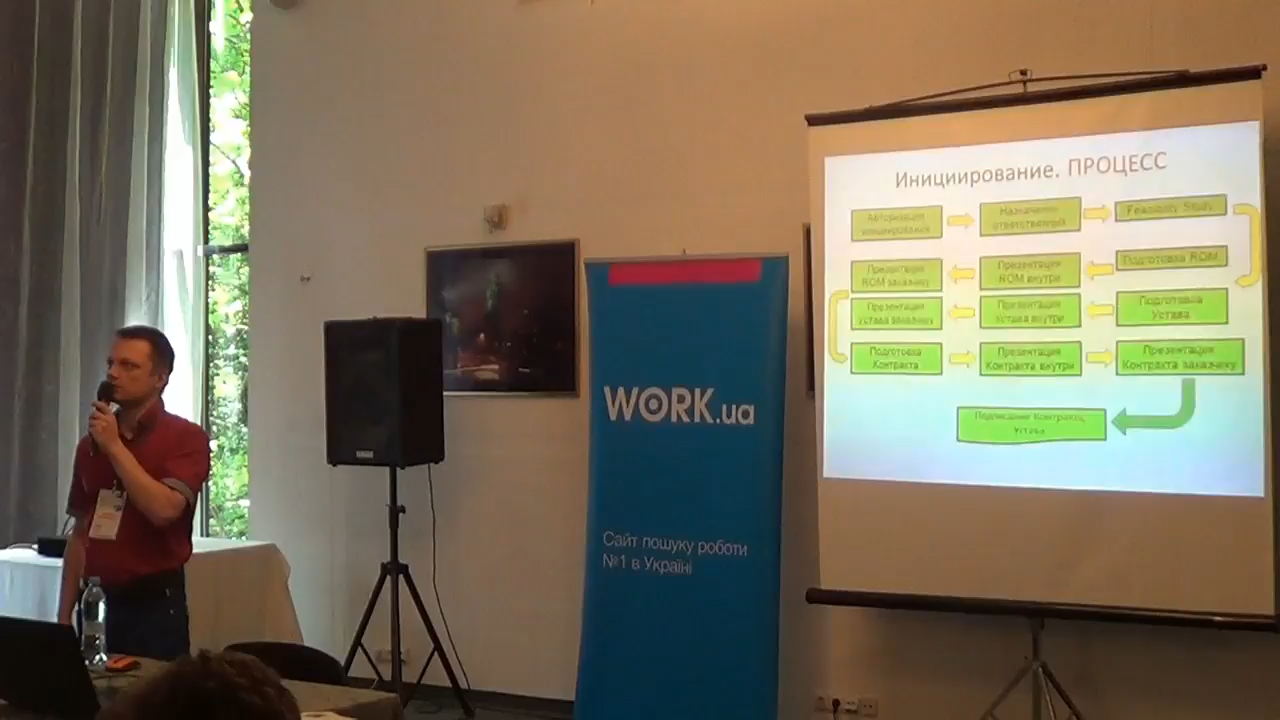 WORK.ua
Сайт пошуку роботи
№1 в Україні
Инициирование. ПРОЦЕСС
Авторизация
инициирования
Назначение
ответственных
Feasibility Study
Презентация
ROM заказчику
Презентация
ROM внутри
Подготовка ROM
Презентация
Устава заказчику
Презентация
Устава внутри
Подготовка
Устава
Подготовка
Контракта
Презентация
Контракта внутри
Презентация
Контракта заказчику
Подписание Контракта,
Устава